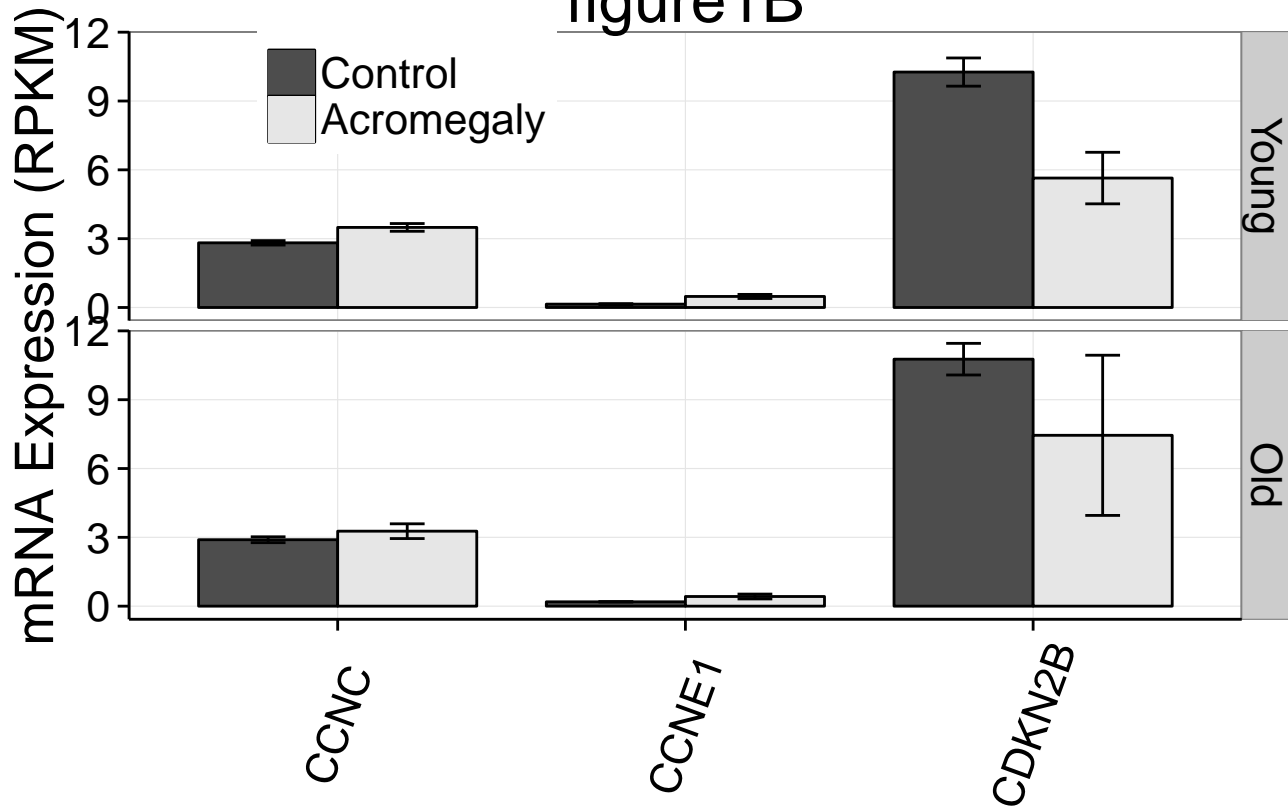 figure1B
mRNA Expression (RPKM)
Control
Acromegaly
12
9
6
3
0
Young
12
9
6
3
0
Old
CCNC
CCNE1
CDKN2B